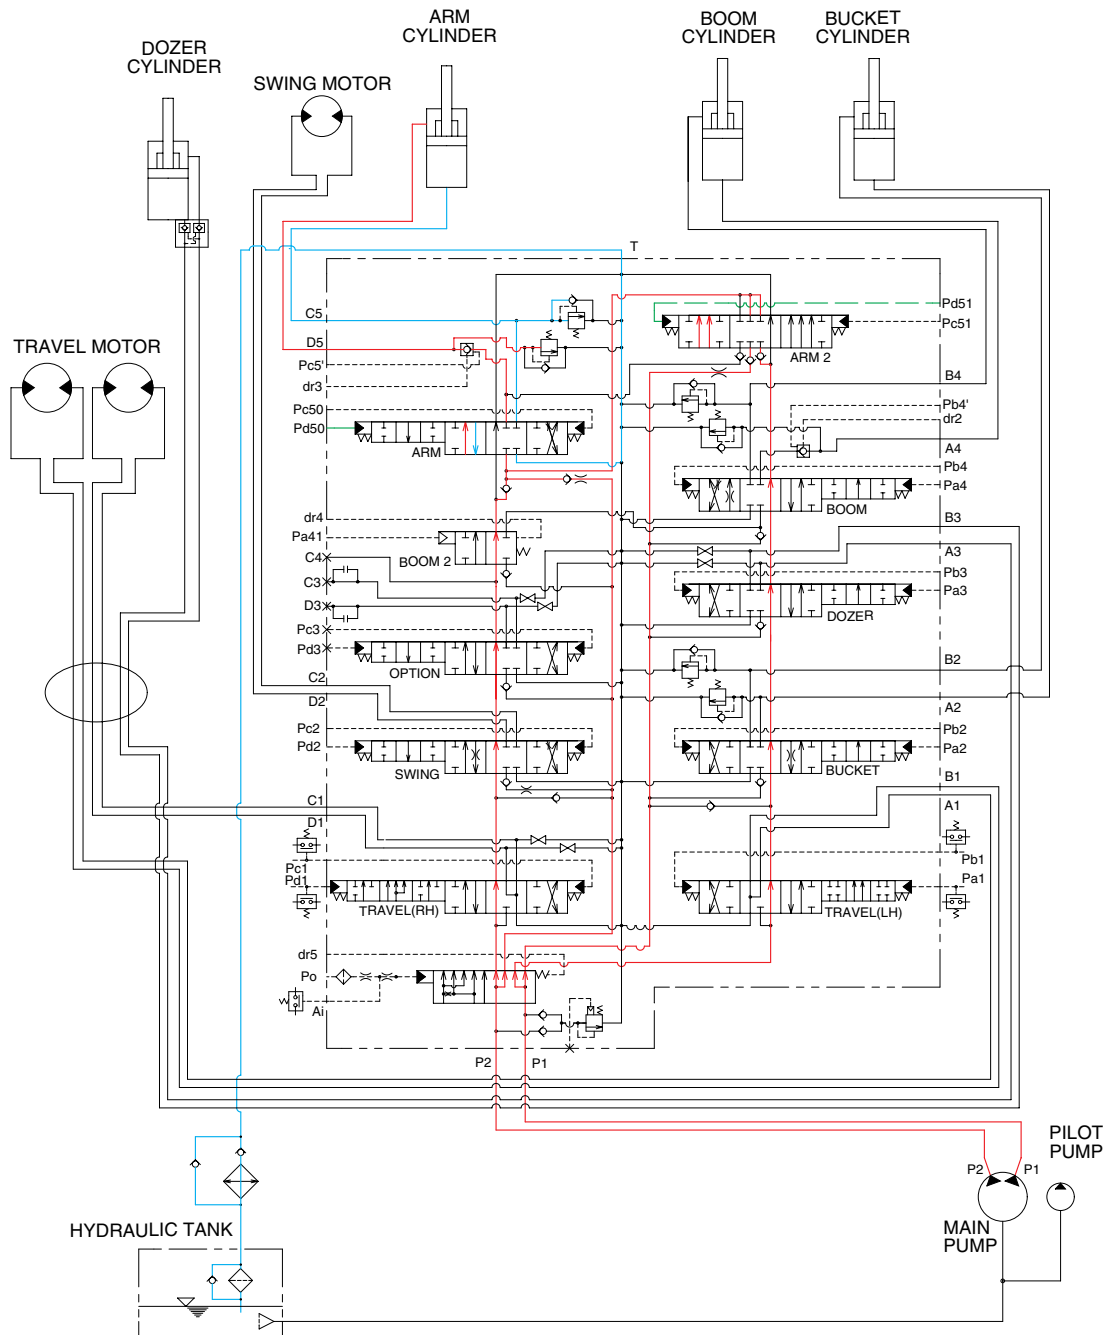 ARM
CYLINDER
BOOM
CYLINDER
BUCKET
CYLINDER
DOZER
CYLINDER
SWING MOTOR
TRAVEL MOTOR
T
C5
D5
Pc5'
dr3
Pc50
Pd50
ARM
dr4
Pa41
BOOM 2
C4
C3
D3
Pc3
Pd3
OPTION
C2
D2
Pc2
Pd2
SWING
C1
D1
Pc1
Pd1
TRAVEL(RH)
dr5
Po
Ai
P2
P1
Pd51
Pc51
ARM 2
B4
Pb4'
dr2
A4
Pb4
Pa4
BOOM
B3
A3
Pb3
Pa3
DOZER
B2
A2
Pb2
Pa2
BUCKET
B1
A1
Pb1
Pa1
TRAVEL(LH)
PILOT
PUMP
P2
P1
MAIN
PUMP
HYDRAULIC TANK